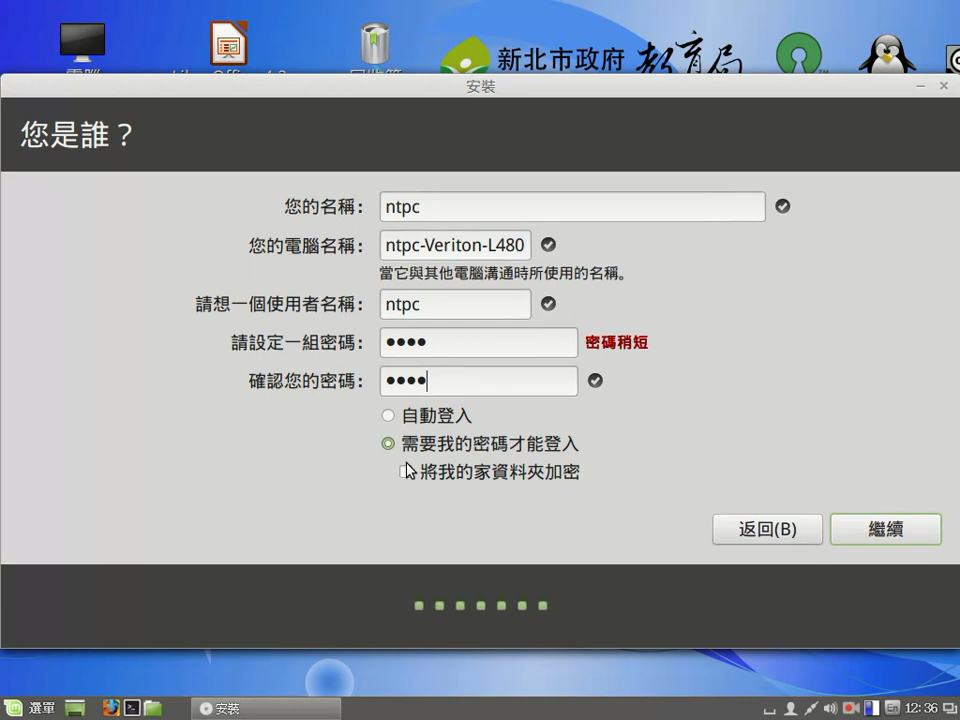 新北市政府 教育局
安裝
您是誰？
您的名稱： ntpc
您的電腦名稱： ntpc-Veriton-L480
當它與其他電腦溝通時所使用的名稱。
請想一個使用者名稱： ntpc
請設定一組密碼： ●●●● 密碼稍短
確認您的密碼： ●●●●
自動登入
需要我的密碼才能登入
將我的家資料夾加密
返回(B) 繼續
選單 安裝 En 12:36